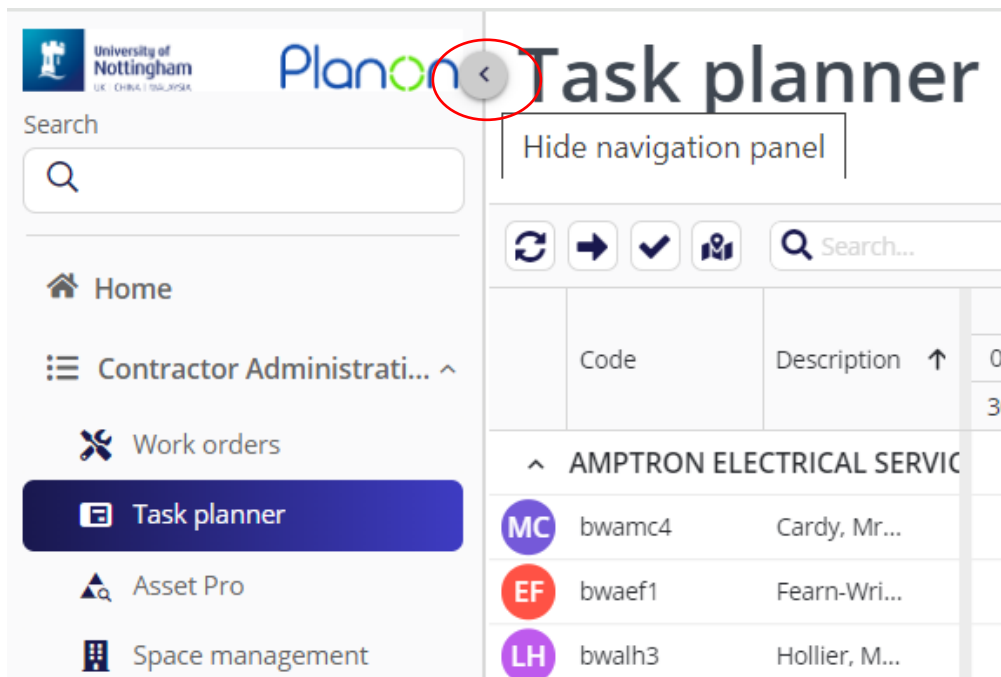 University of
Nottingham
UK | CHINA | MALAYSIA
Planon
Task planner
Search
Hide navigation panel
Search...
Home
Contractor Administrati...
Code
Description
Work orders
AMPTRON ELECTRICAL SERVIC
Task planner
MC bwamc4 Cardy, Mr...
Asset Pro
EF bwaef1 Fearn-Wri...
Space management
LH bwalh3 Hollier, M...